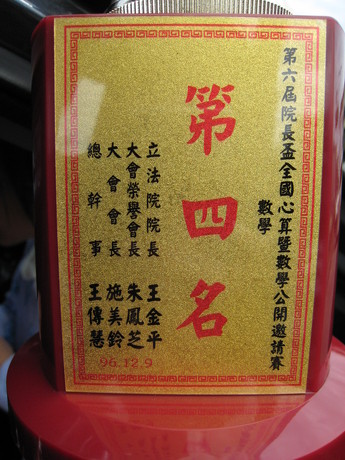 第六屆院長盃全國心算暨數學公開邀請賽
數學
第四名
立法院院長 王金平
大會榮譽會長 朱鳳芝
大會會長 施美鈴
總幹事 王傳慧
96.12.9